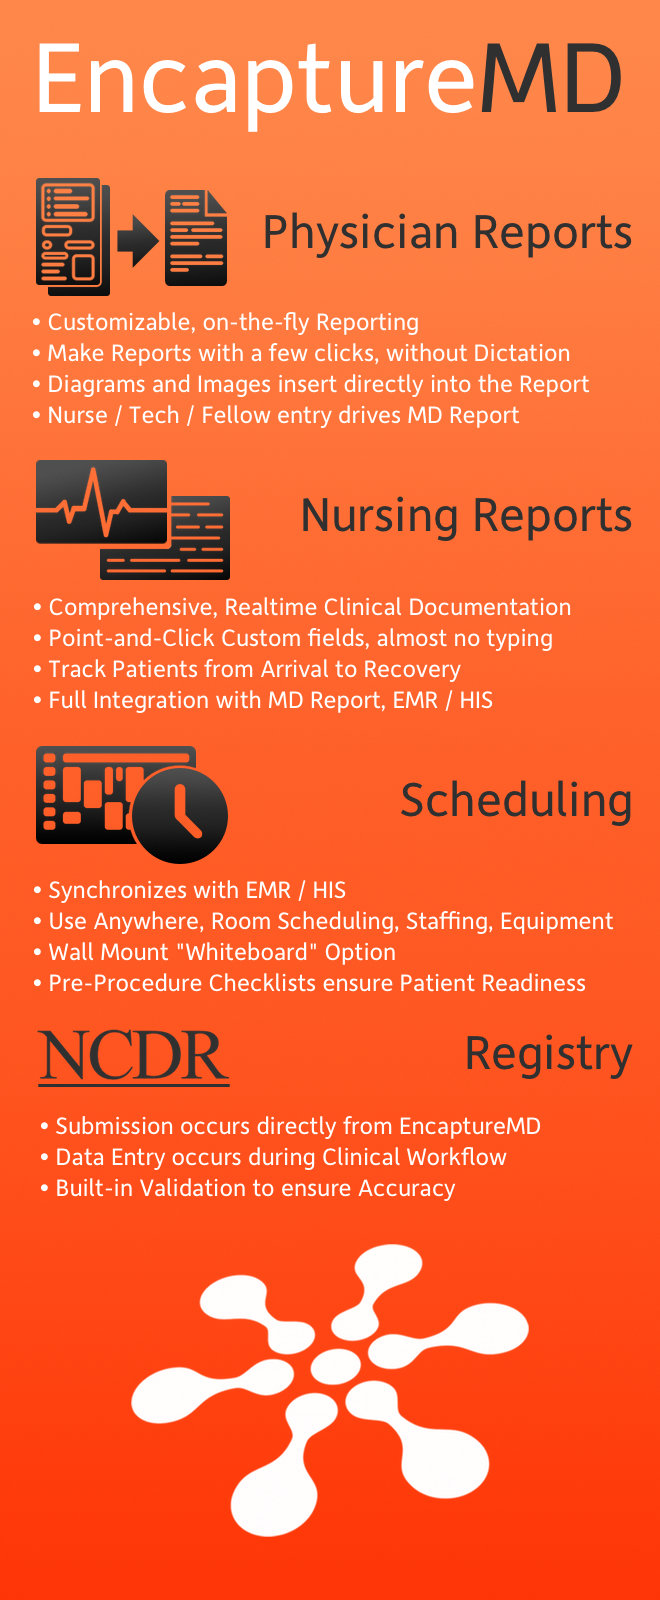 EncaptureMD
Physician Reports
• Customizable, on-the-fly Reporting
• Make Reports with a few clicks, without Dictation
• Diagrams and Images insert directly into the Report
• Nurse / Tech / Fellow entry drives MD Report
Nursing Reports
• Comprehensive, Realtime Clinical Documentation
• Point-and-Click Custom fields, almost no typing
• Track Patients from Arrival to Recovery
• Full Integration with MD Report, EMR / HIS
Scheduling
• Synchronizes with EMR / HIS
• Use Anywhere, Room Scheduling, Staffing, Equipment
• Wall Mount "Whiteboard" Option
• Pre-Procedure Checklists ensure Patient Readiness
NCDR Registry
• Submission occurs directly from EncaptureMD
• Data Entry occurs during Clinical Workflow
• Built-in Validation to ensure Accuracy